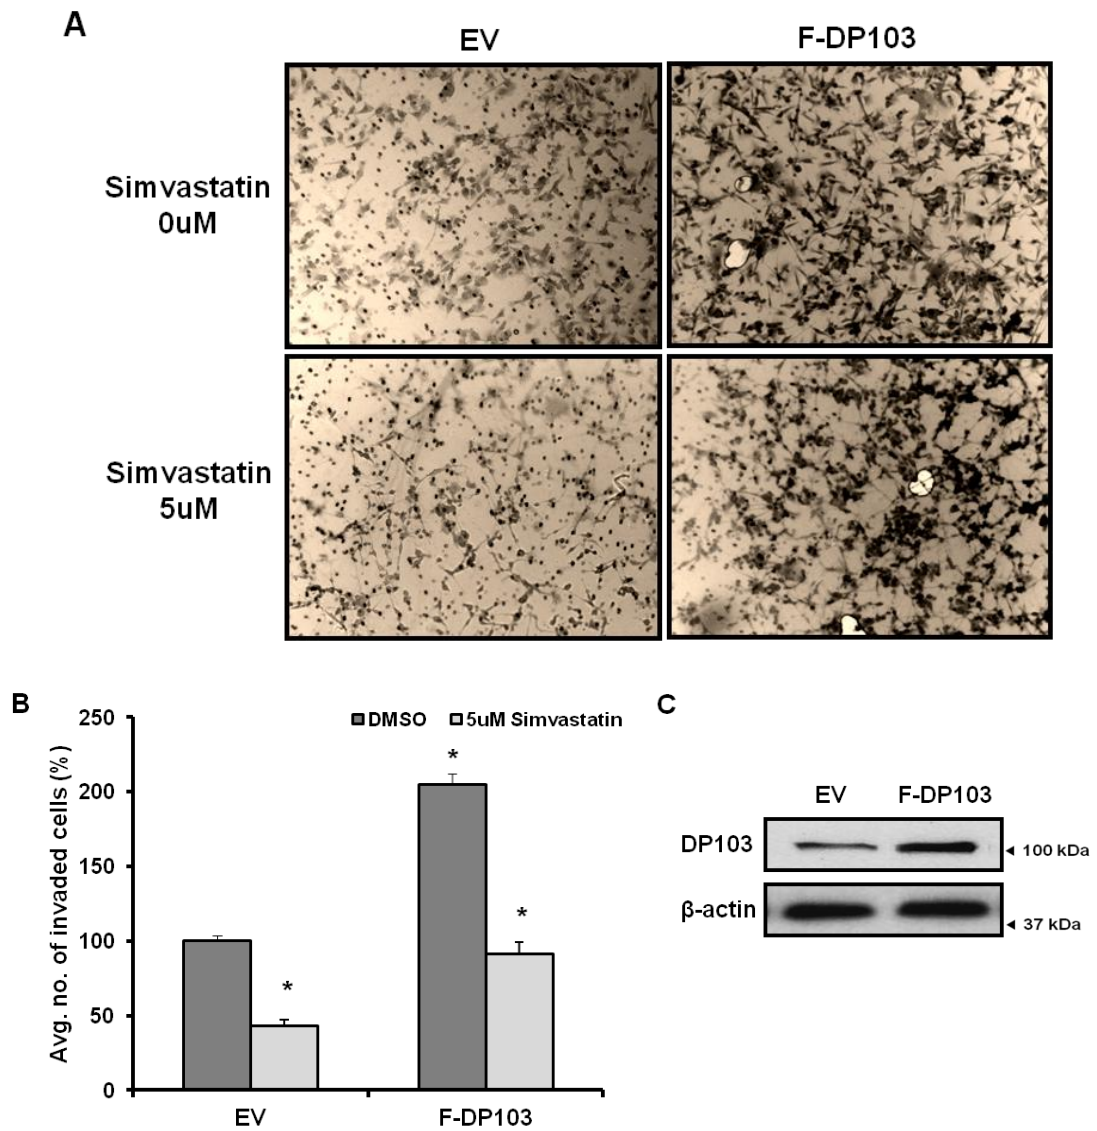 A
EV
F-DP103
Simvastatin
0uM
Simvastatin
5uM
B
Avg. no. of invaded cells (%)
250
200
150
100
50
0
DMSO
5uM Simvastatin
*
*
*
EV
F-DP103
C
EV
F-DP103
DP103
100 kDa
β-actin
37 kDa